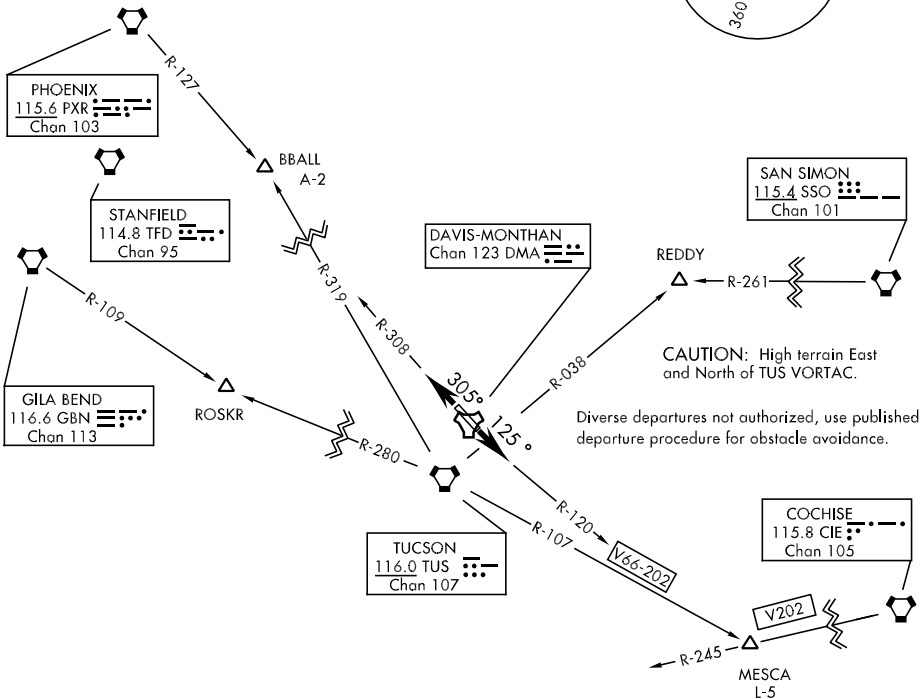 360
R-127
PHOENIX
115.6 PXR
Chan 103
BBALL
A-2
STANFIELD
114.8 TFD
Chan 95
SAN SIMON
115.4 SSO
Chan 101
DAVIS-MONTHAN
Chan 123 DMA
REDDY
R-261
R-109
R-319
R-308
R-038
CAUTION: High terrain East
and North of TUS VORTAC.
GILA BEND
116.6 GBN
Chan 113
ROSKR
305°
125°
Diverse departures not authorized, use published
departure procedure for obstacle avoidance.
R-280
TUCSON
116.0 TUS
Chan 107
R-107
R-120
V66-202
COCHISE
115.8 CIE
Chan 105
V202
R-245
MESCA
L-5